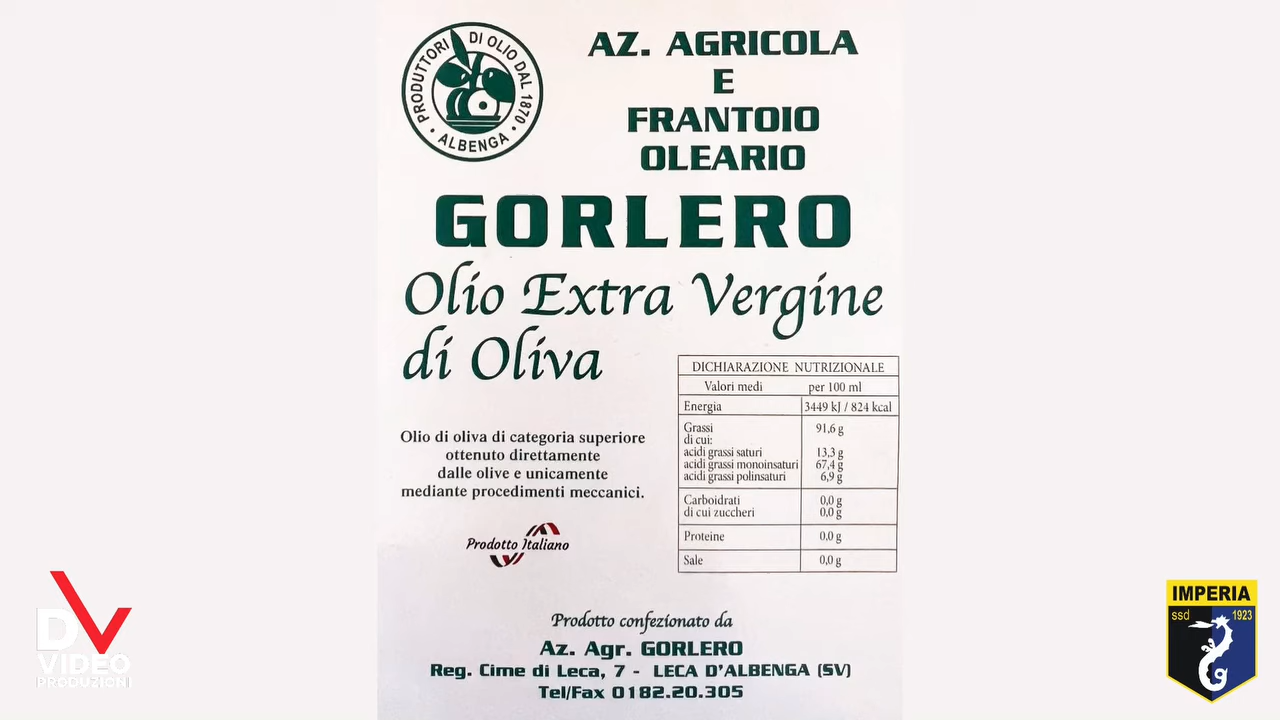 PRODUTTORI DI OLIO DAL 1870
• ALBENGA •
AZ. AGRICOLA
E
FRANTOIO
OLEARIO
GORLERO
Olio Extra Vergine
di Oliva
DICHIARAZIONE NUTRIZIONALE
Valori medi per 100 ml
Energia 3449 kJ / 824 kcal
Grassi 91,6 g
di cui:
acidi grassi saturi 13,3 g
acidi grassi monoinsaturi 67,4 g
acidi grassi polinsaturi 6,9 g
Carboidrati 0,0 g
di cui zuccheri 0,0 g
Proteine 0,0 g
Sale 0,0 g
Olio di oliva di categoria superiore
ottenuto direttamente
dalle olive e unicamente
mediante procedimenti meccanici.
Prodotto Italiano
Prodotto confezionato da
Az. Agr. GORLERO
Reg. Cime di Leca, 7 - LECA D'ALBENGA (SV)
Tel/Fax 0182.20.305
DV
VIDEO
PRODUZIONI
IMPERIA
ssd 1923